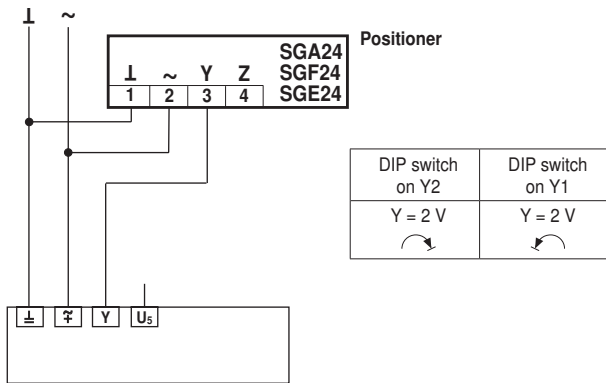 ⊥ ~
Positioner
SGA24
SGF24
SGE24
⊥ ~ Y Z
1 2 3 4
DIP switch on Y2
DIP switch on Y1
Y = 2 V
Y = 2 V
Y U5